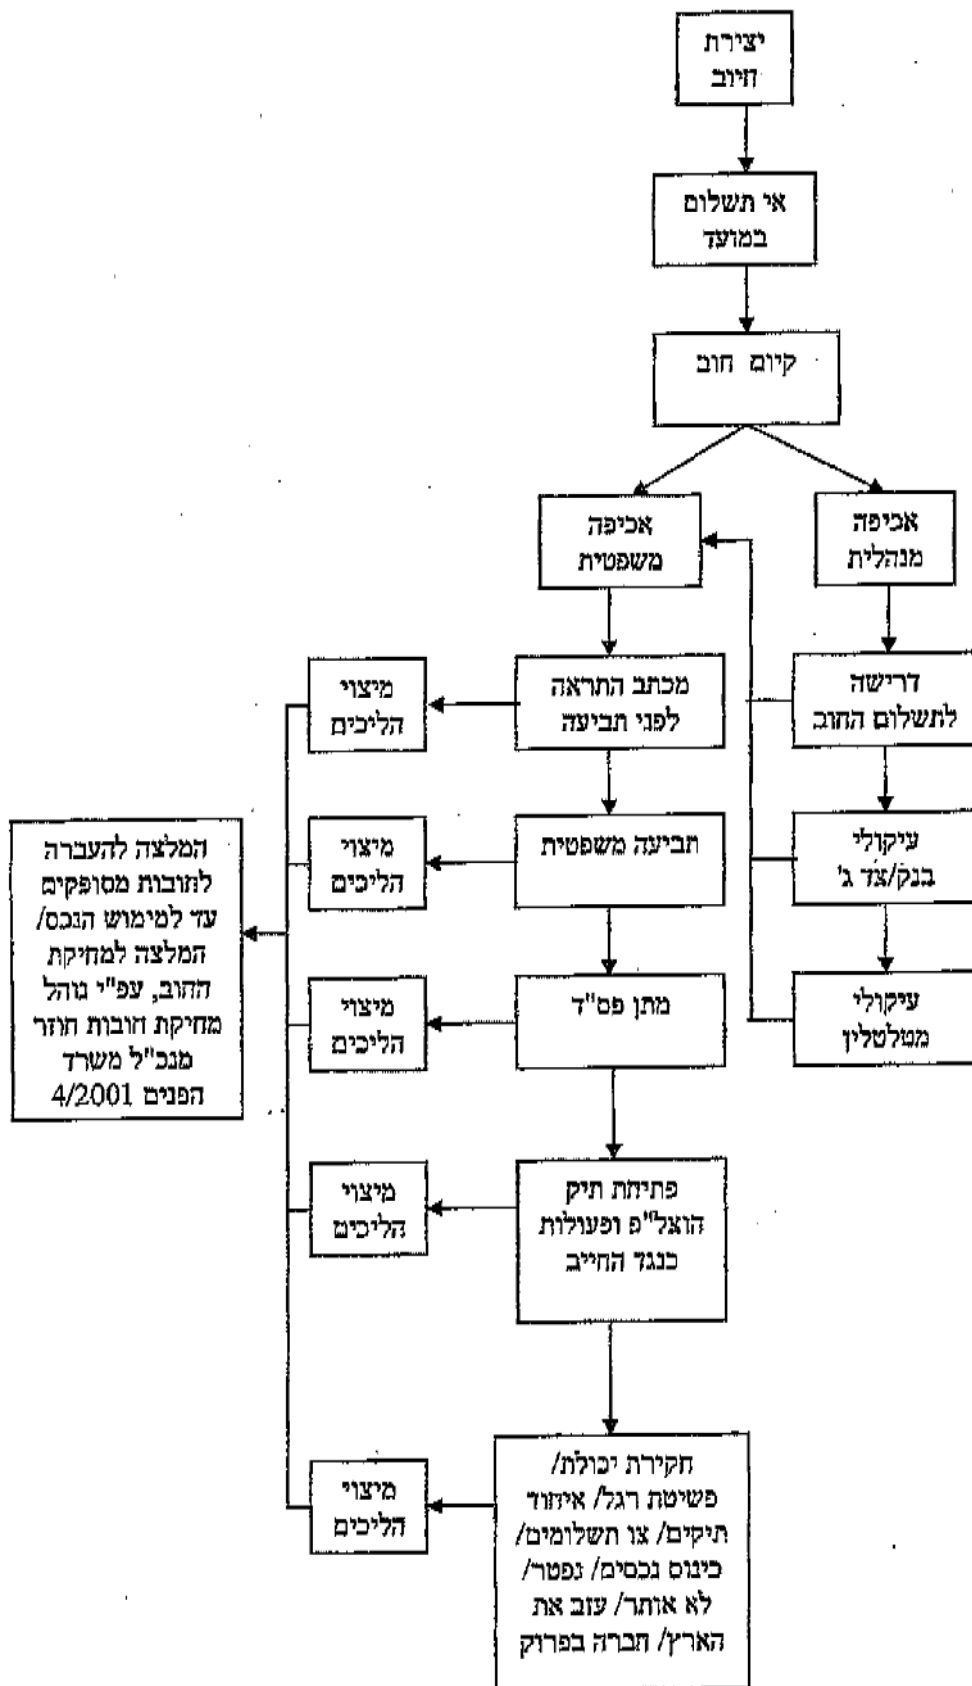 יצירת
חיוב
אי תשלום
במועד
קיום חוב
אכיפה
מנהלית
אכיפה
משפטית
דרישה
לתשלום החוב
מכתב התראה
לפני תביעה
מיצוי
הליכים
עיקולי
בנק/צד ג'
תביעה משפטית
מיצוי
הליכים
המלצה להעברה
לחובות מסופקים
עד למימוש הנכס/
המלצה למחיקת
החוב, עפ"י נוהל
מחיקת חובות חוזר
מנכ"ל משרד
הפנים 4/2001
עיקולי
מטלטלין
מתן פס"ד
מיצוי
הליכים
פתיחת תיק
הוצל"פ ופעולות
כנגד החייב
מיצוי
הליכים
חקירת יכולת/
פשיטת רגל/ איחוד
תיקים/ צו תשלומים/
כינוס נכסים/ נפטר/
לא אותר/ עזב את
הארץ/ חברה בפרוק
מיצוי
הליכים